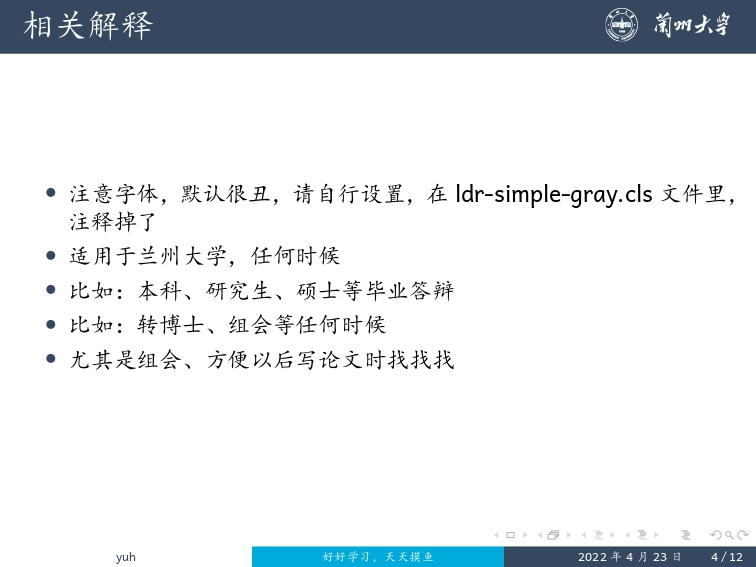 相关解释
兰州大学
注意字体，默认很丑，请自行设置，在 ldr-simple-gray.cls 文件里，
注释掉了
适用于兰州大学，任何时候
比如：本科、研究生、硕士等毕业答辩
比如：转博士、组会等任何时候
尤其是组会、方便以后写论文时找找找
yuh
好好学习，天天摸鱼
2022 年 4 月 23 日
4 / 12